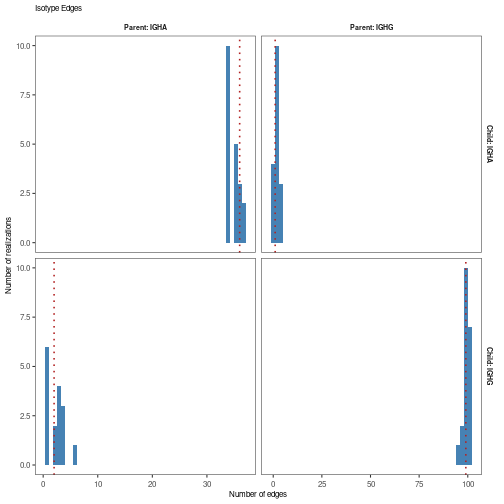 Isotype Edges
Parent: IGHA
Parent: IGHG
10.0
7.5
5.0
2.5
0.0
Child: IGHA
10.0
7.5
5.0
2.5
0.0
Child: IGHG
Number of realizations
0
10
20
30
0
25
50
75
100
Number of edges